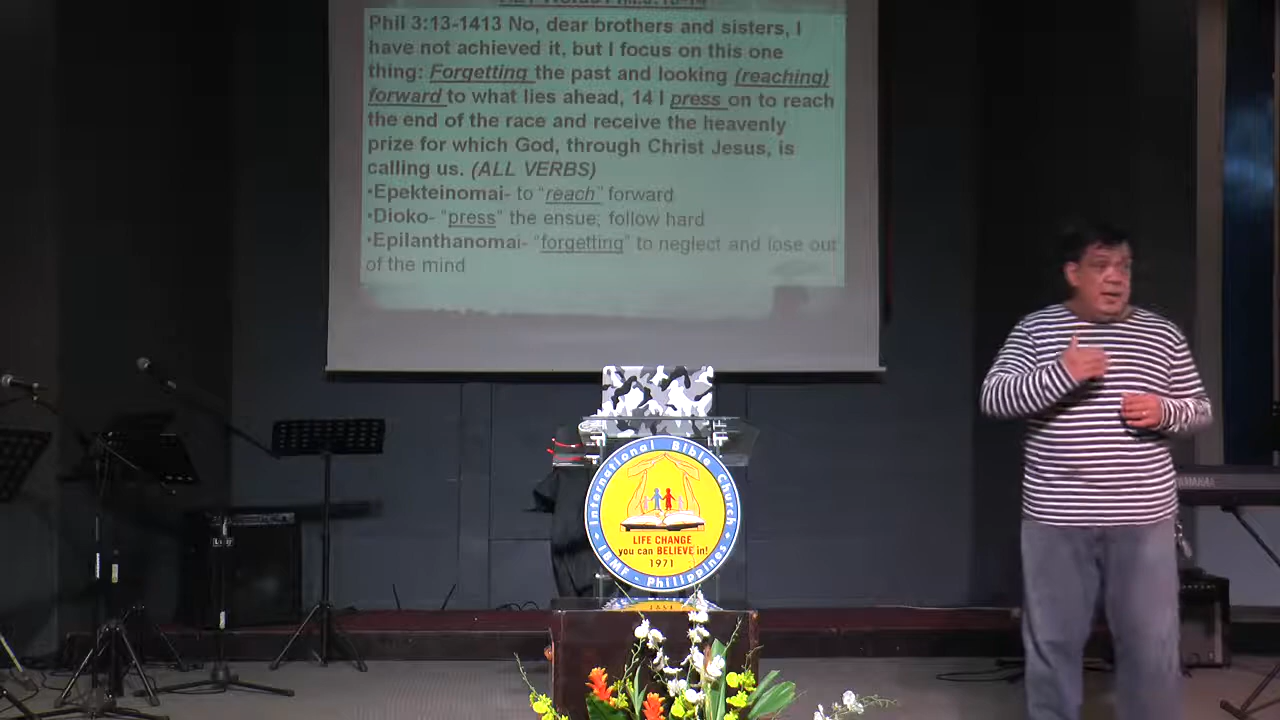 Phil 3:13-1413 No, dear brothers and sisters, I
have not achieved it, but I focus on this one
thing: Forgetting the past and looking (reaching)
forward to what lies ahead, 14 I press on to reach
the end of the race and receive the heavenly
prize for which God, through Christ Jesus, is
calling us. (ALL VERBS)
•Epekteinomai- to “reach” forward
•Dioko- “press” the ensue; follow hard
•Epilanthanomai- “forgetting” to neglect and lose out
of the mind
International Bible Church
LIFE CHANGE
you can BELIEVE in!
1971
Philippines
YAMAHA